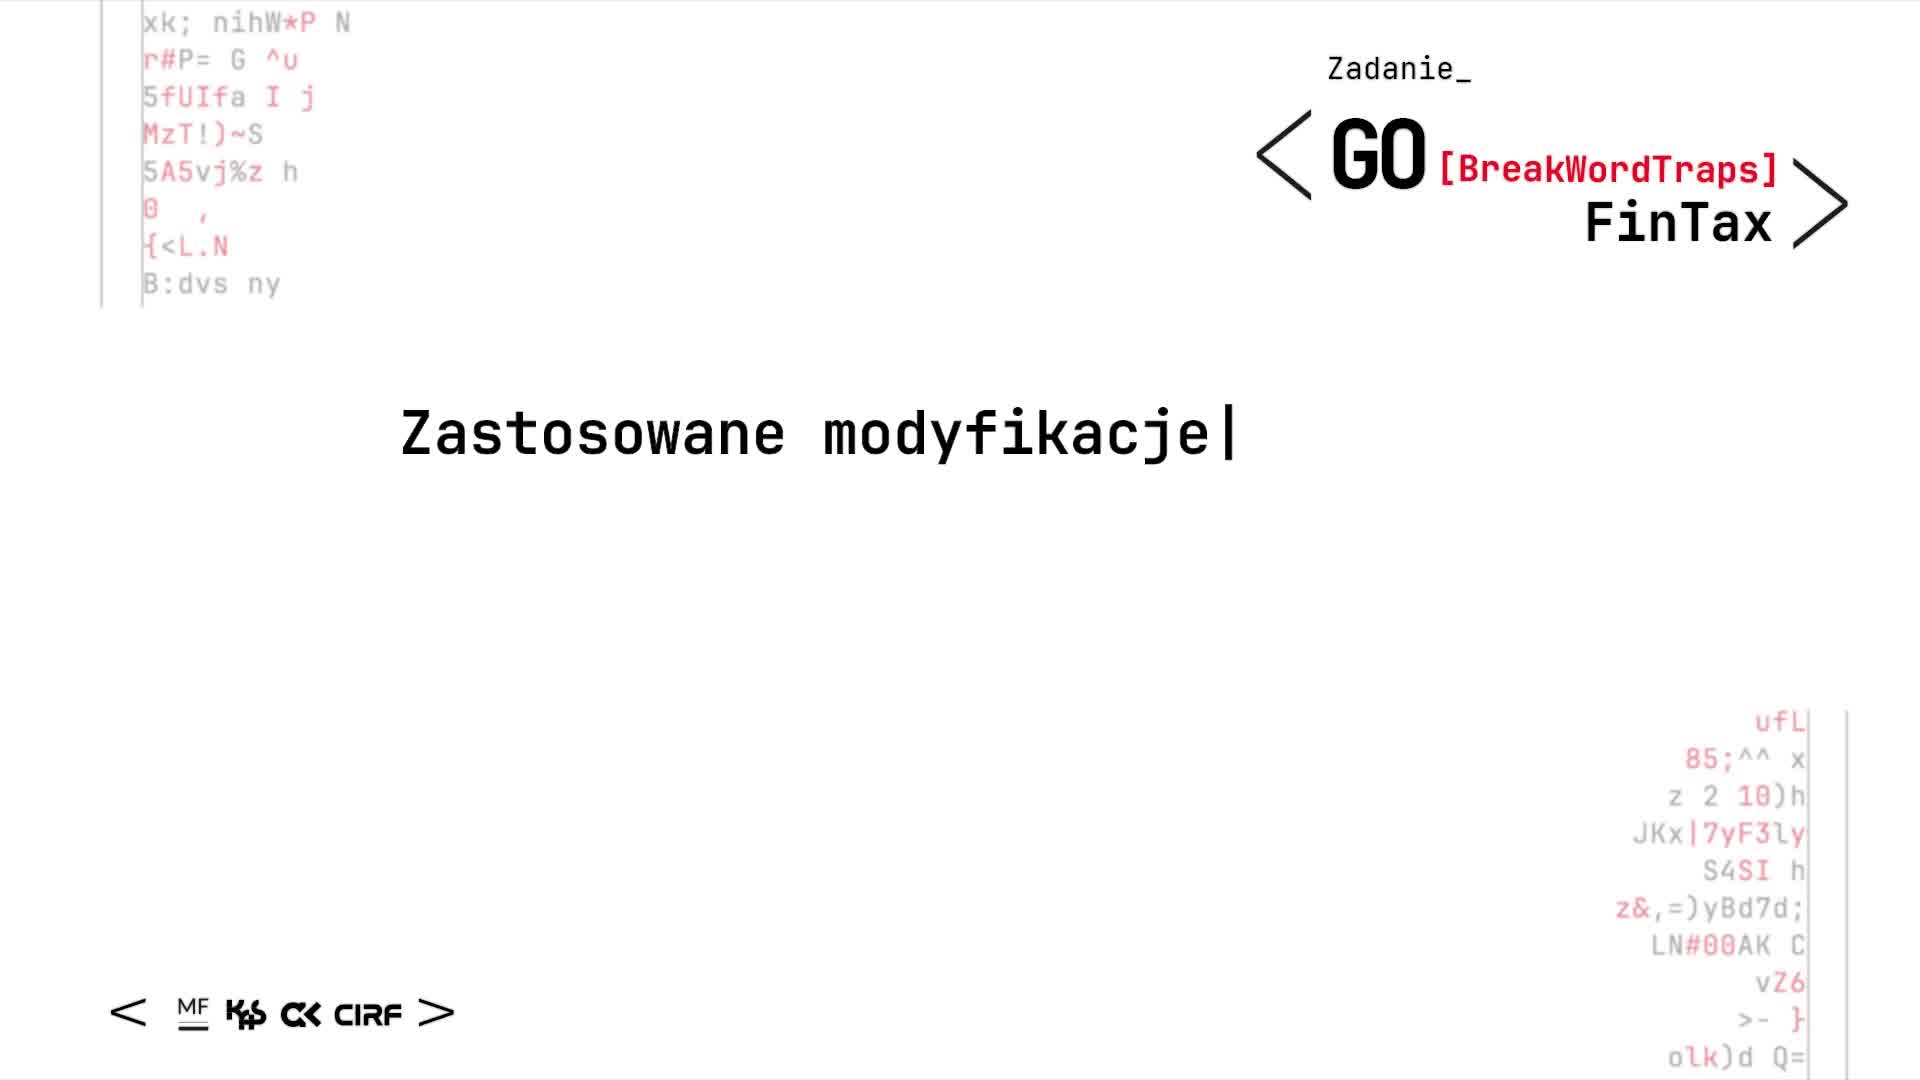 xk; nihW*P N
r#P= G ^u
5fUIfa I j
MzT!)~S
5A5vj%z h
0  ,
{<L.N
B:dvs ny
Zadanie_
<GO [BreakWordTraps]
FinTax>
Zastosowane modyfikacje|
ufL
85;^^ x
z 2 10)h
JKx|7yF3ly
S4SI h
z&,=)yBd7d;
LN#00AK C
vZ6
>- }
olk)d Q=
< MF KAS CK CIRF >